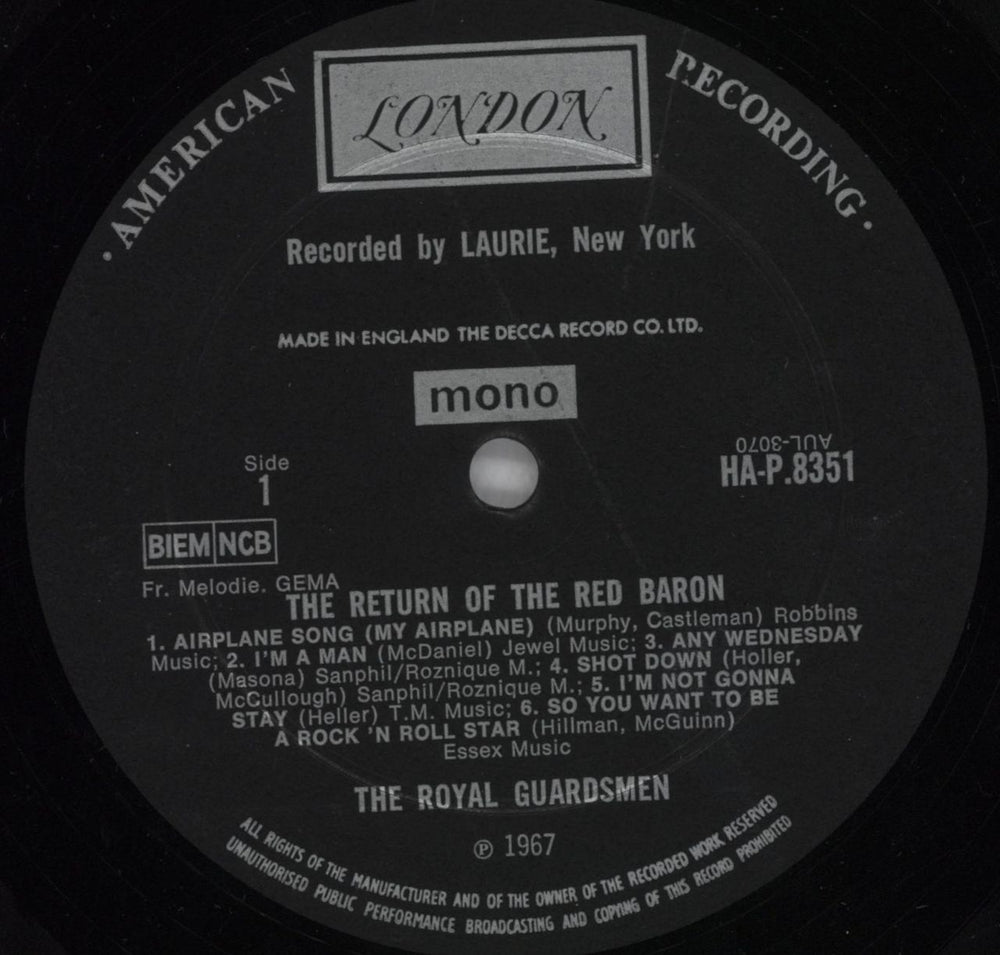 · AMERICAN RECORDING ·
LONDON
Recorded by LAURIE, New York
MADE IN ENGLAND THE DECCA RECORD CO. LTD.
mono
Side
1
AUL-3070
HA-P.8351
BIEM NCB
Fr. Melodie. GEMA
THE RETURN OF THE RED BARON
1. AIRPLANE SONG (MY AIRPLANE) (Murphy, Castleman) Robbins
Music; 2. I'M A MAN (McDaniel) Jewel Music; 3. ANY WEDNESDAY
(Masona) Sanphil/Roznique M.; 4. SHOT DOWN (Holler,
McCullough) Sanphil/Roznique M.; 5. I'M NOT GONNA
STAY (Heller) T.M. Music; 6. SO YOU WANT TO BE
A ROCK 'N ROLL STAR (Hillman, McGuinn)
Essex Music
THE ROYAL GUARDSMEN
℗ 1967
ALL RIGHTS OF THE MANUFACTURER AND OF THE OWNER OF THE RECORDED WORK RESERVED
UNAUTHORISED PUBLIC PERFORMANCE BROADCASTING AND COPYING OF THIS RECORD PROHIBITED